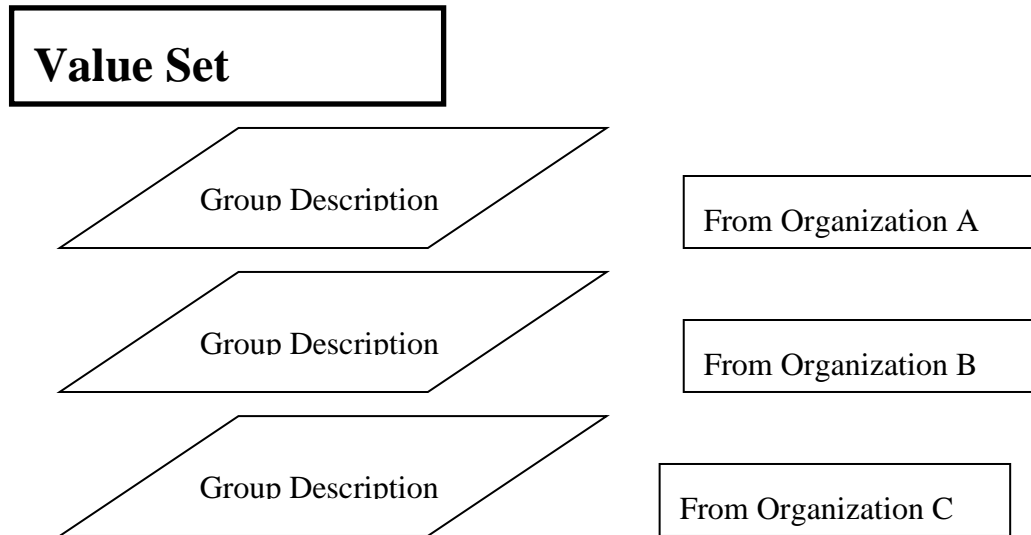 Value Set
Group Description
From Organization A
Group Description
From Organization B
Group Description
From Organization C